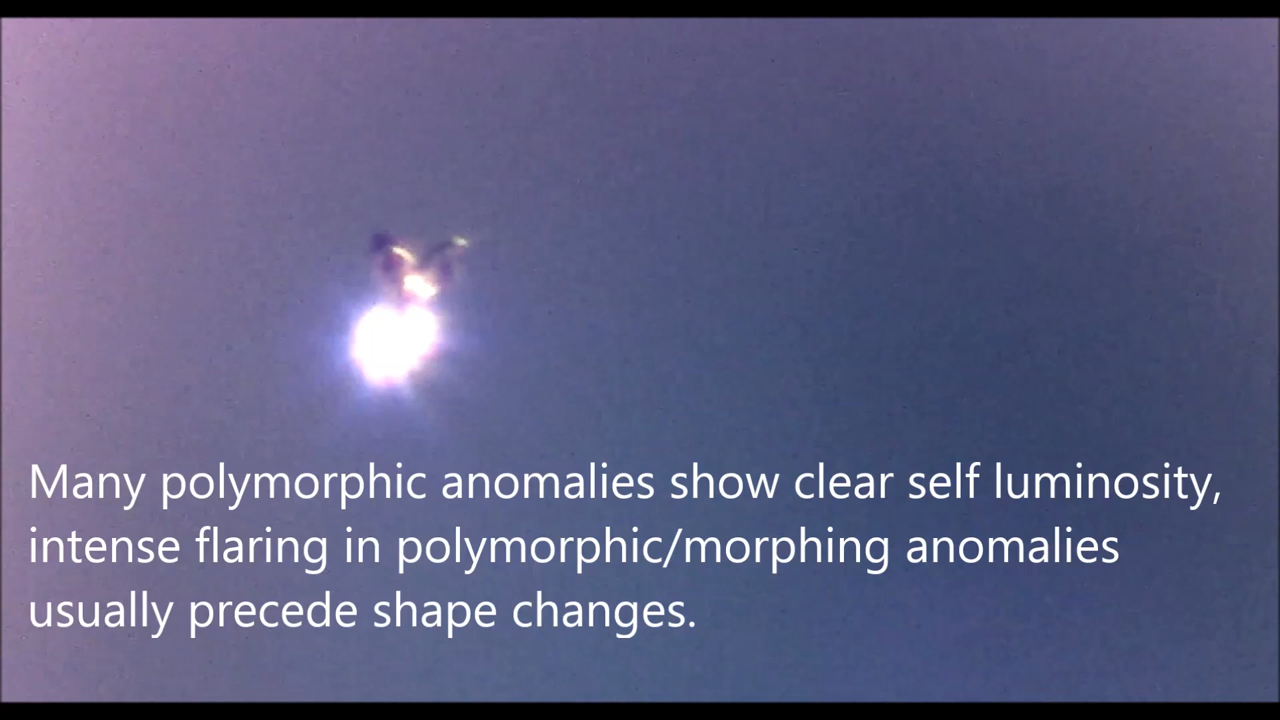 Many polymorphic anomalies show clear self luminosity,
intense flaring in polymorphic/morphing anomalies
usually precede shape changes.